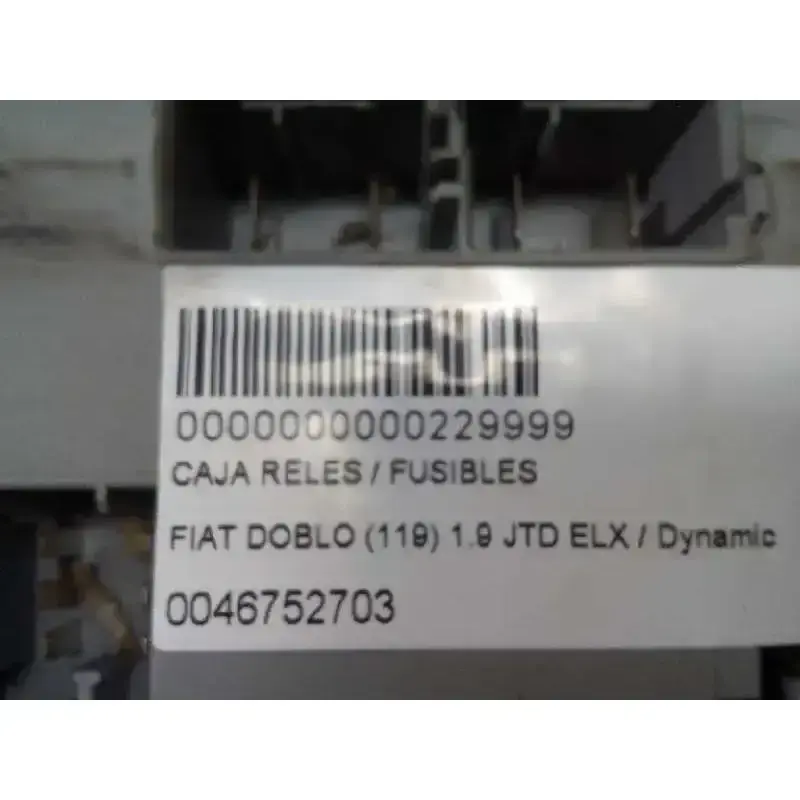 0000000000229999
CAJA RELES / FUSIBLES
FIAT DOBLO (119) 1.9 JTD ELX / Dynamic
0046752703